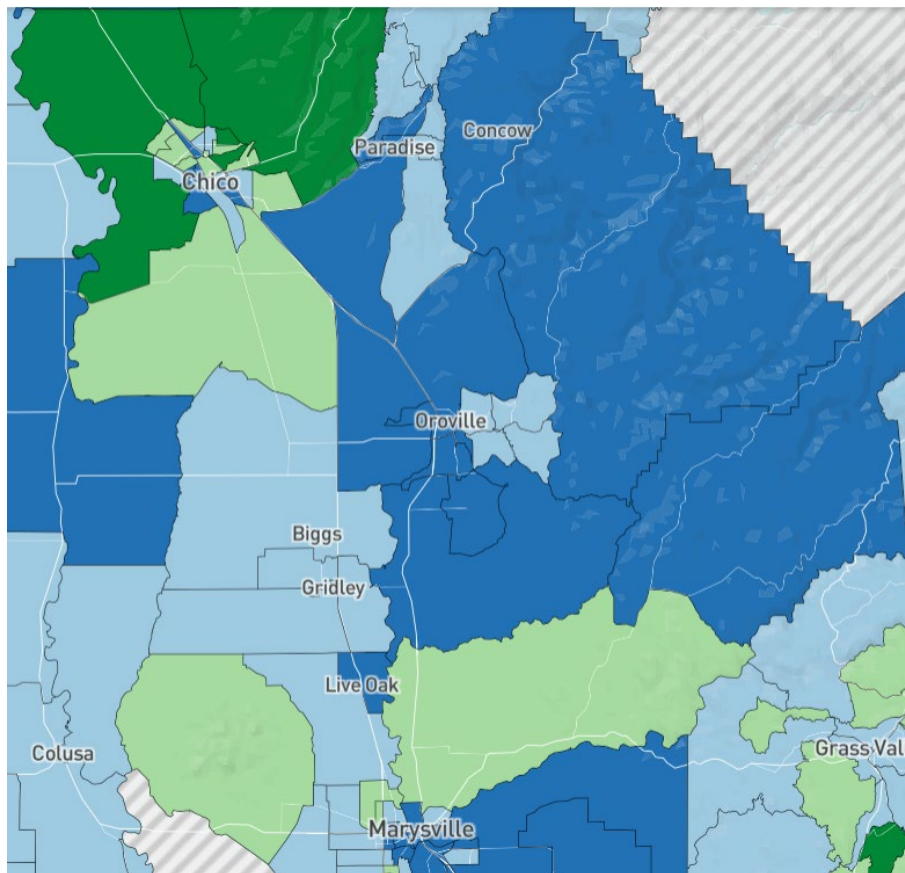 Concow
Paradise
Chico
Oroville
Biggs
Gridley
Live Oak
Colusa
Grass Val
Marysville